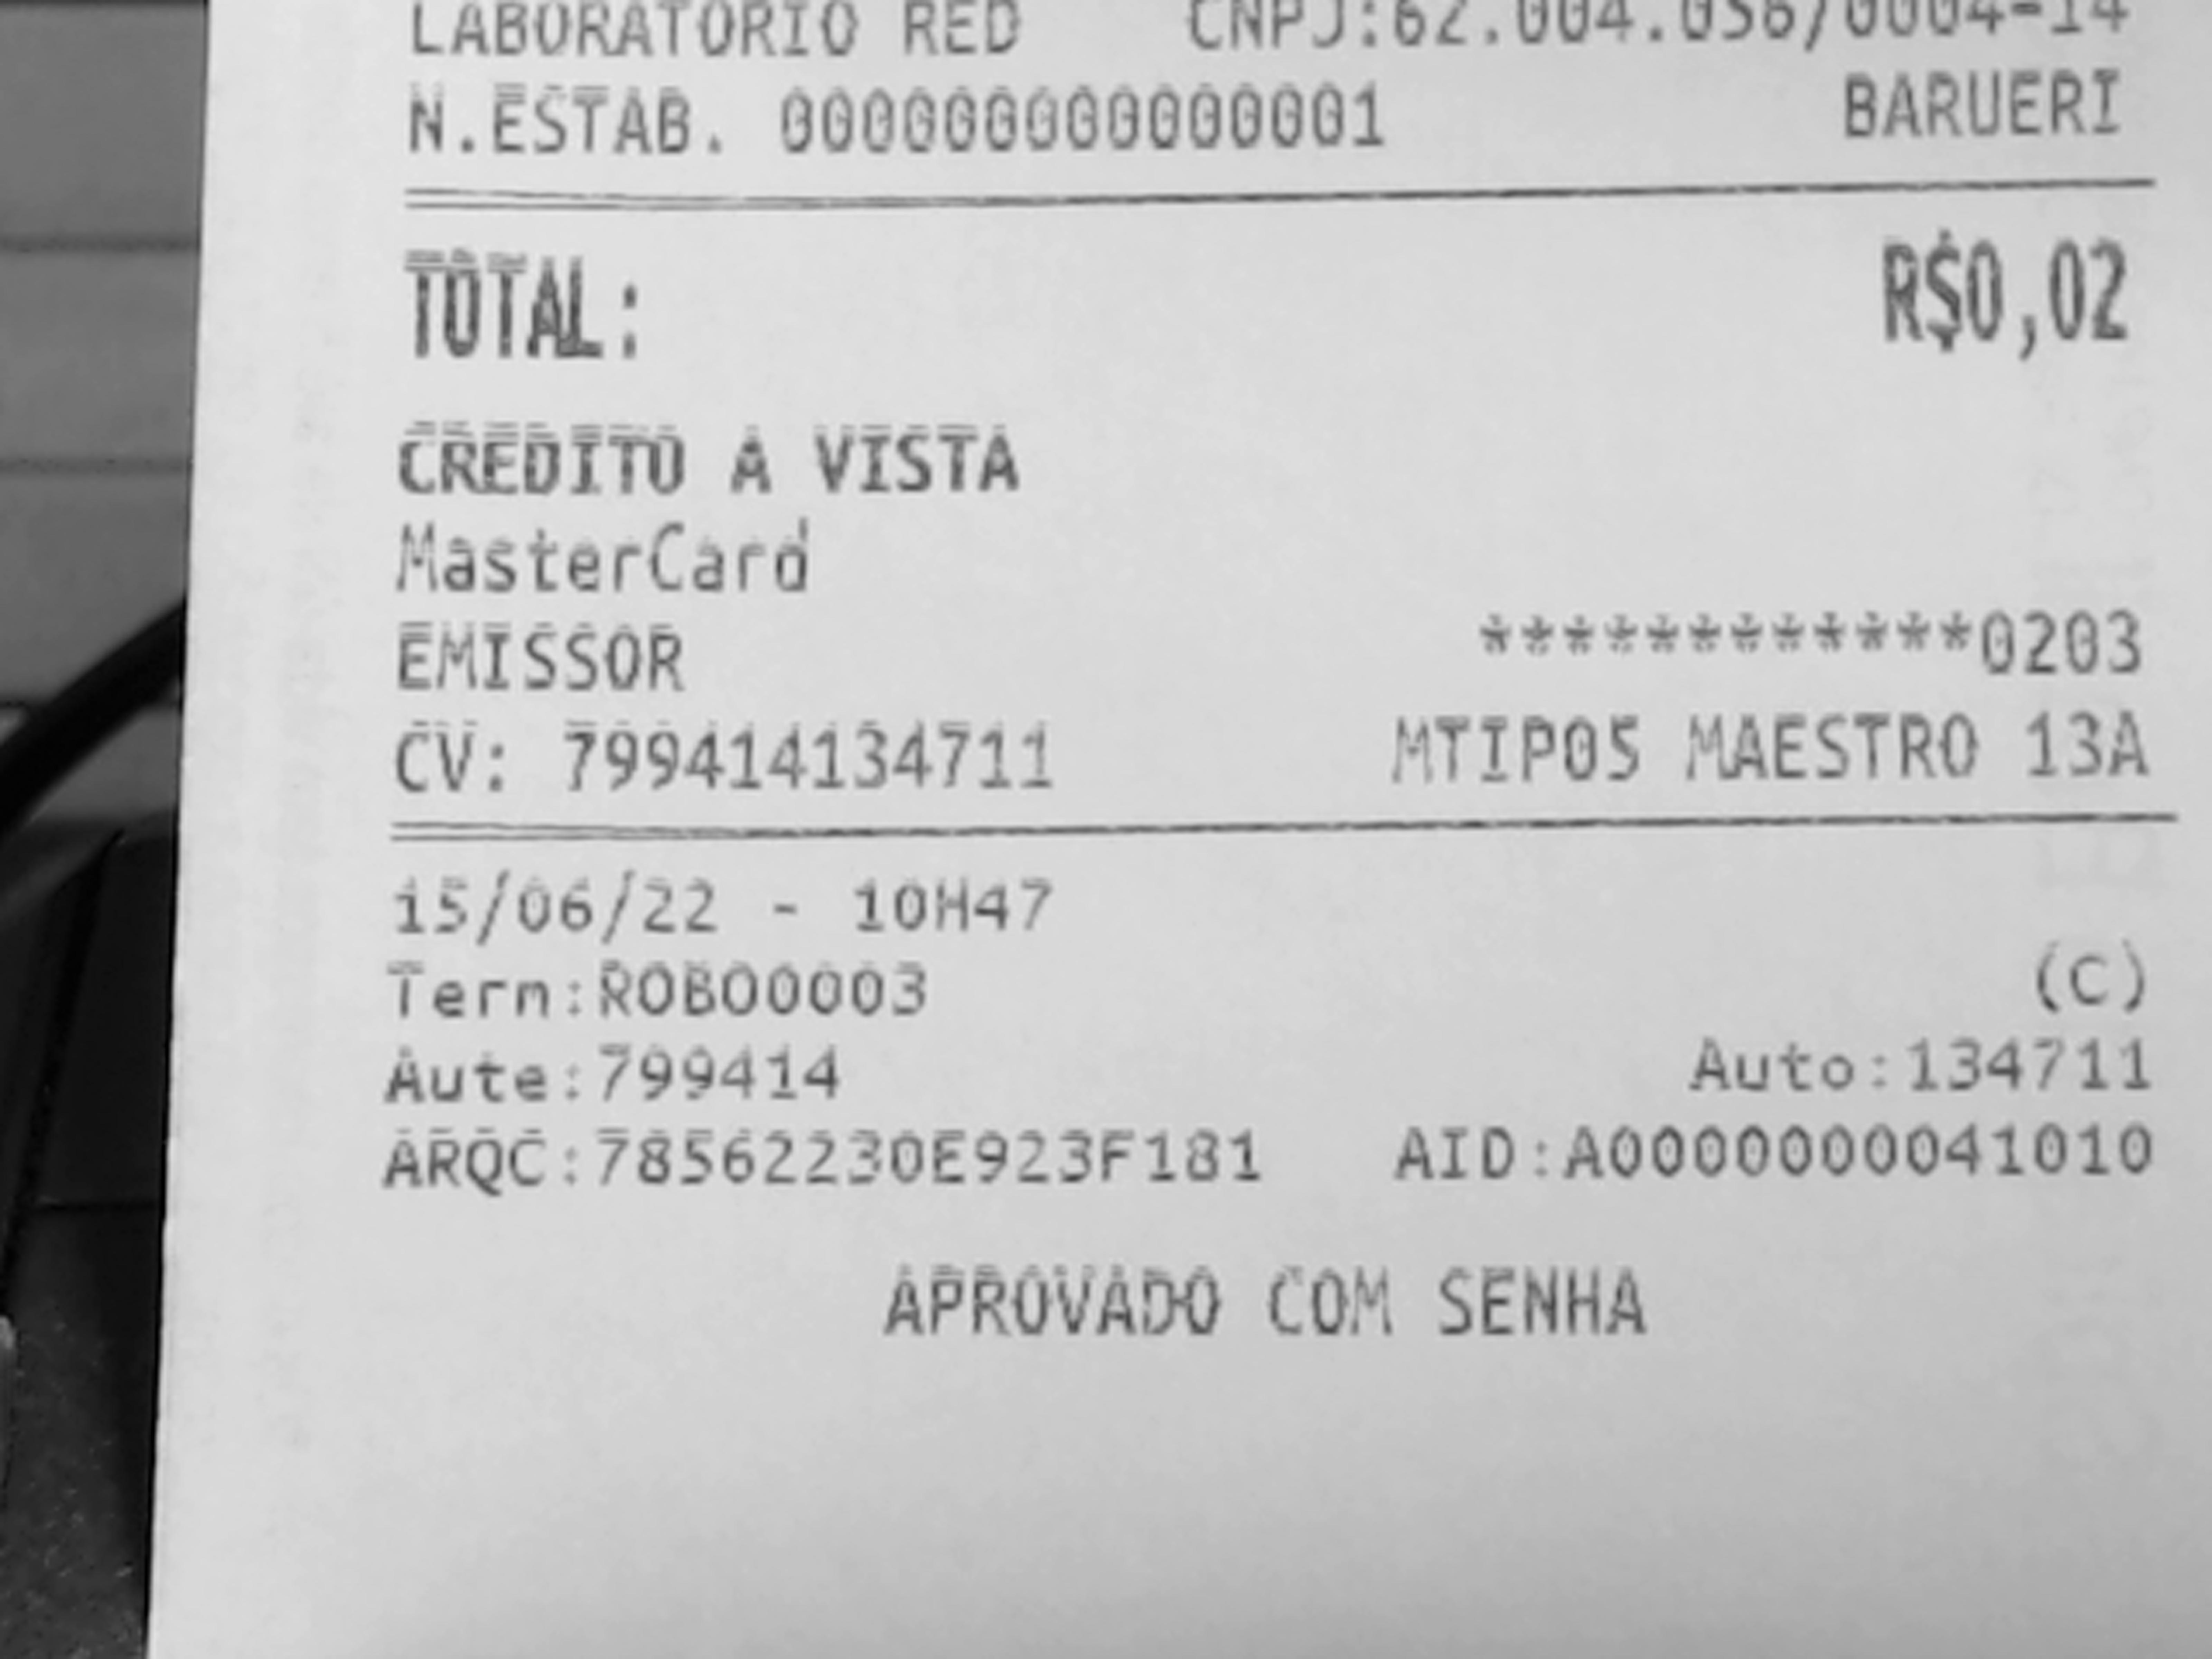 LABORATORIO RED CNPJ:62.004.056/0004-14
N.ESTAB. 000000000000001 BARUERI
TOTAL: R$0,02
CREDITO A VISTA
MasterCard
EMISSOR ************0203
CV: 799414134711 MTIP05 MAESTRO 13A
15/06/22 - 10H47
Term:ROBO0003 (C)
Aute:799414 Auto:134711
ARQC:78562230E923F181 AID:A0000000041010
APROVADO COM SENHA